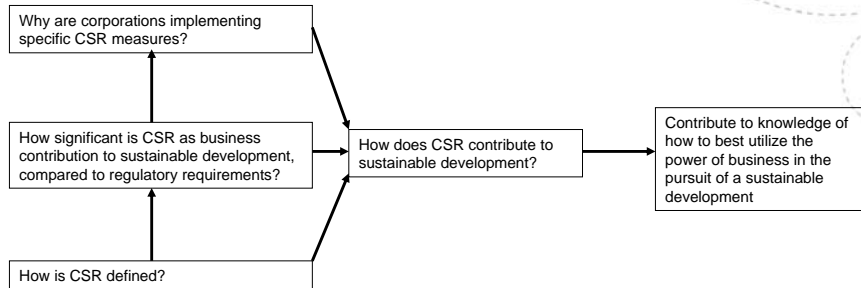 Why are corporations implementing
specific CSR measures?
How significant is CSR as business
contribution to sustainable development,
compared to regulatory requirements?
How is CSR defined?
How does CSR contribute to
sustainable development?
Contribute to knowledge of
how to best utilize the
power of business in the
pursuit of a sustainable
development